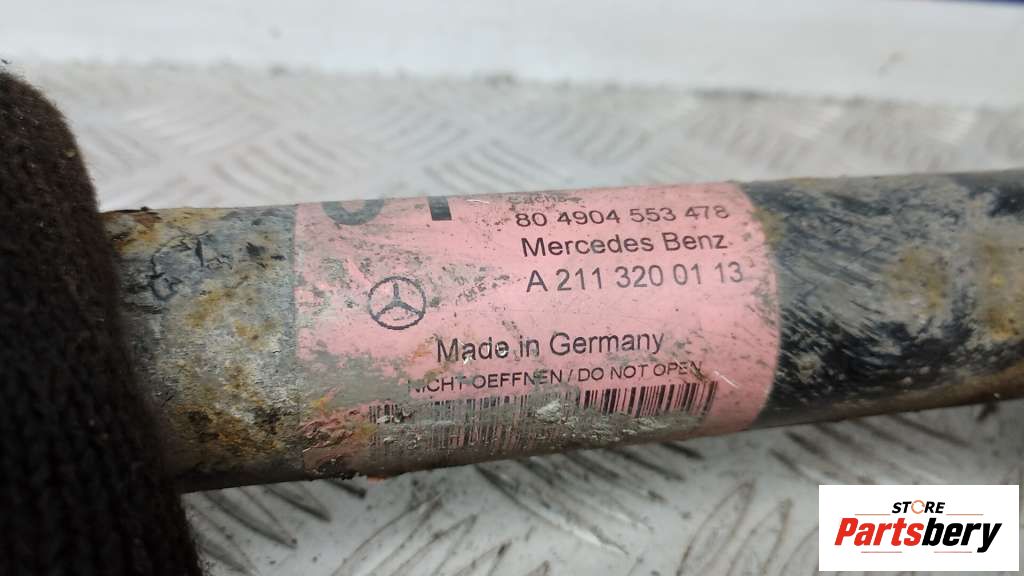 80 4904 553 478
Mercedes Benz
A 211 320 01 13
Made in Germany
NICHT OEFFNEN / DO NOT OPEN
STORE
Partsbery